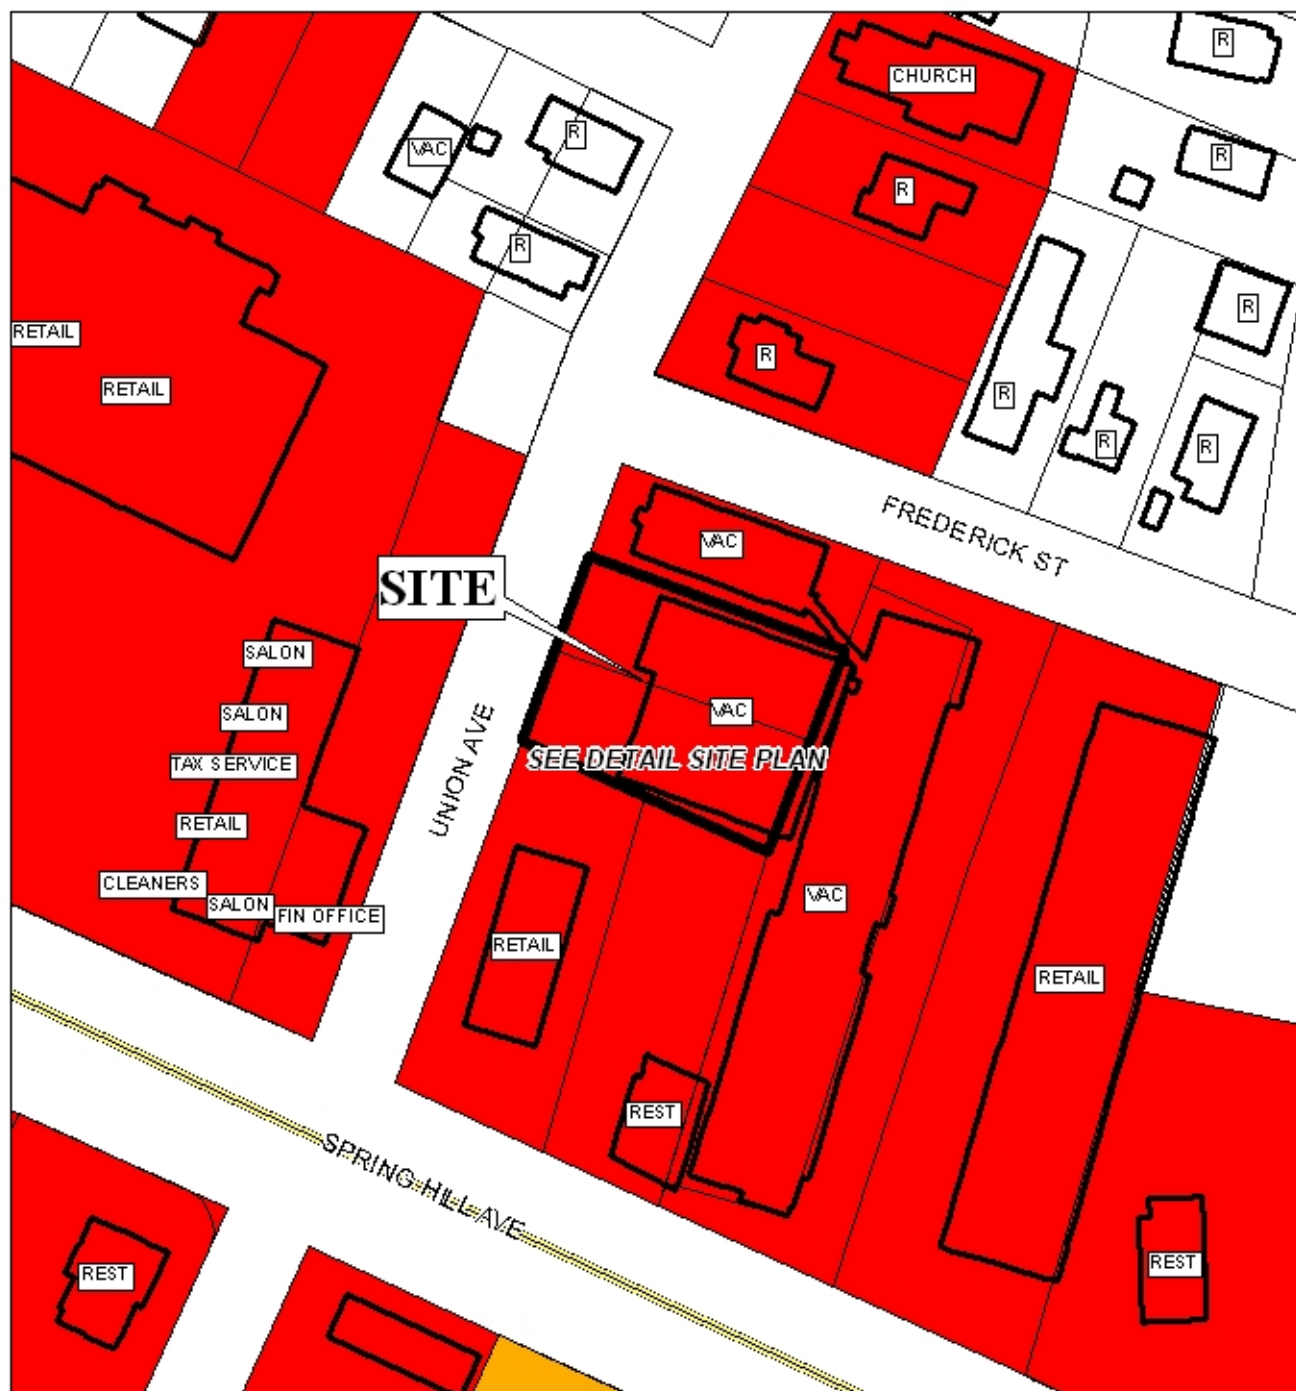 R
CHURCH
R
VAC
R
R
R
R
R
RETAIL
R
RETAIL
R
R
R
FREDERICK ST
VAC
SITE
SALON
SALON
VAC
UNION AVE
SEE DETAIL SITE PLAN
TAX SERVICE
RETAIL
CLEANERS
VAC
SALON
FIN OFFICE
RETAIL
RETAIL
REST
SPRING HILL AVE
REST
REST